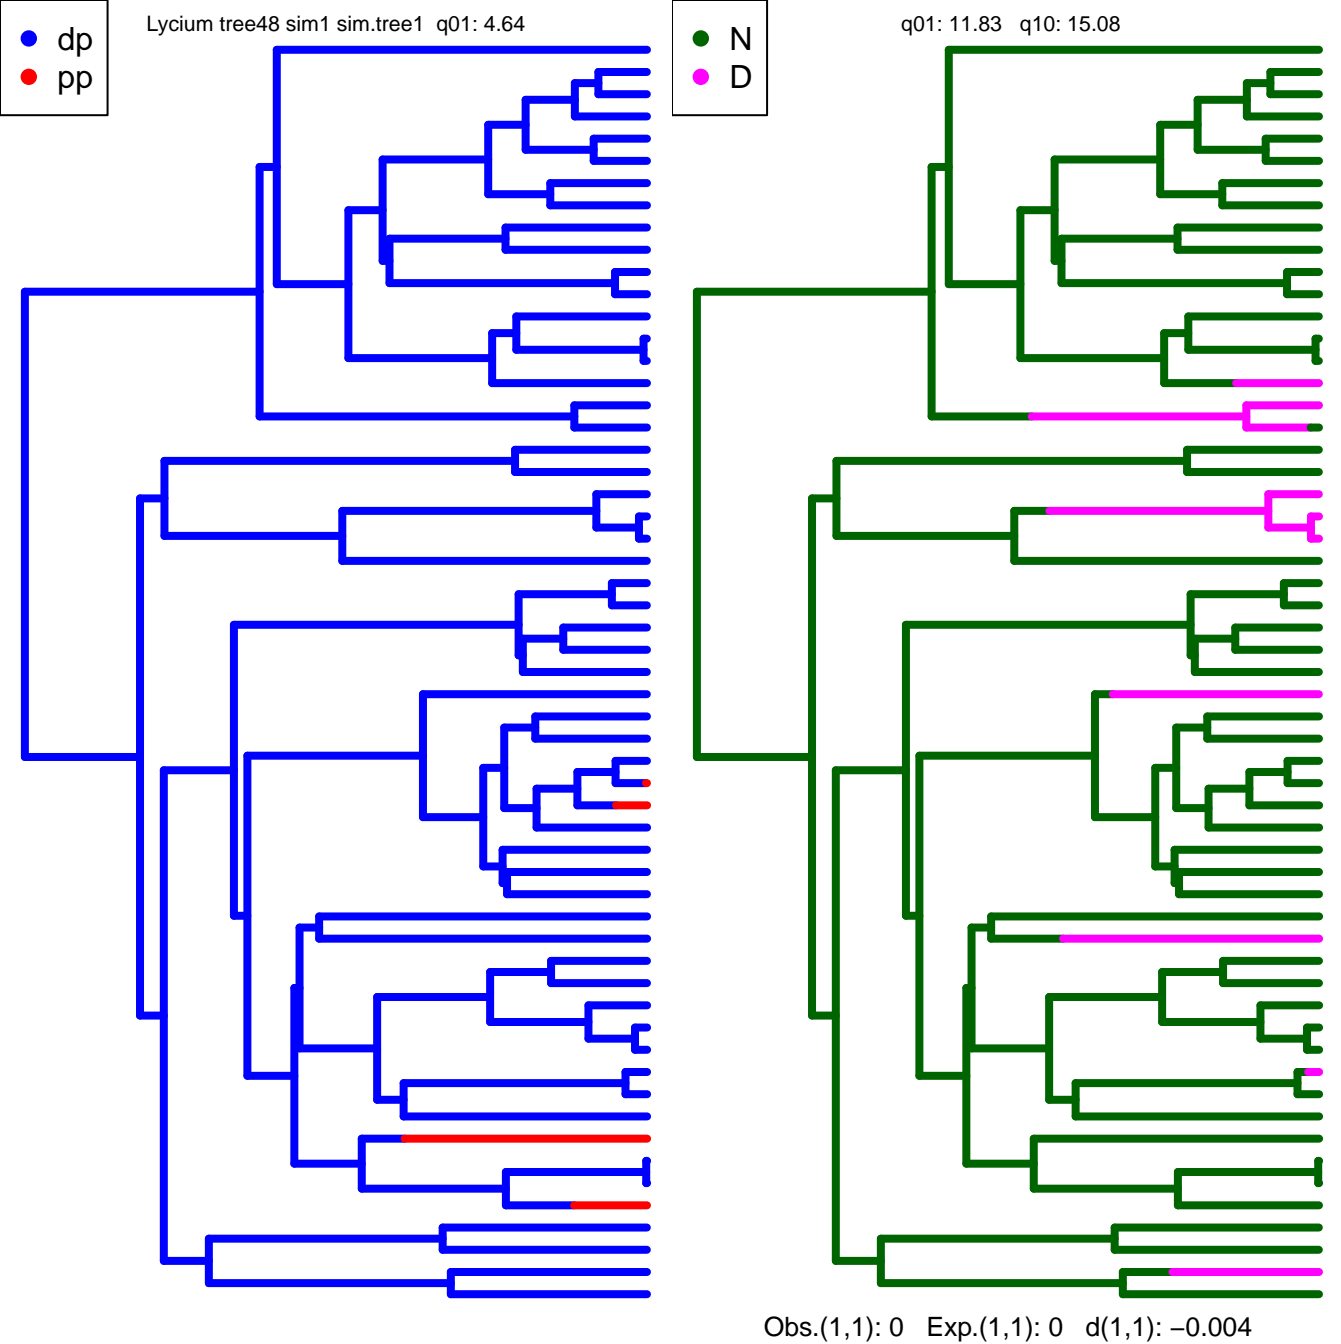 Lycium tree48 sim1 sim.tree1 q01: 4.64
dp
pp
q01: 11.83 q10: 15.08
N
D
Obs.(1,1): 0 Exp.(1,1): 0 d(1,1): −0.004